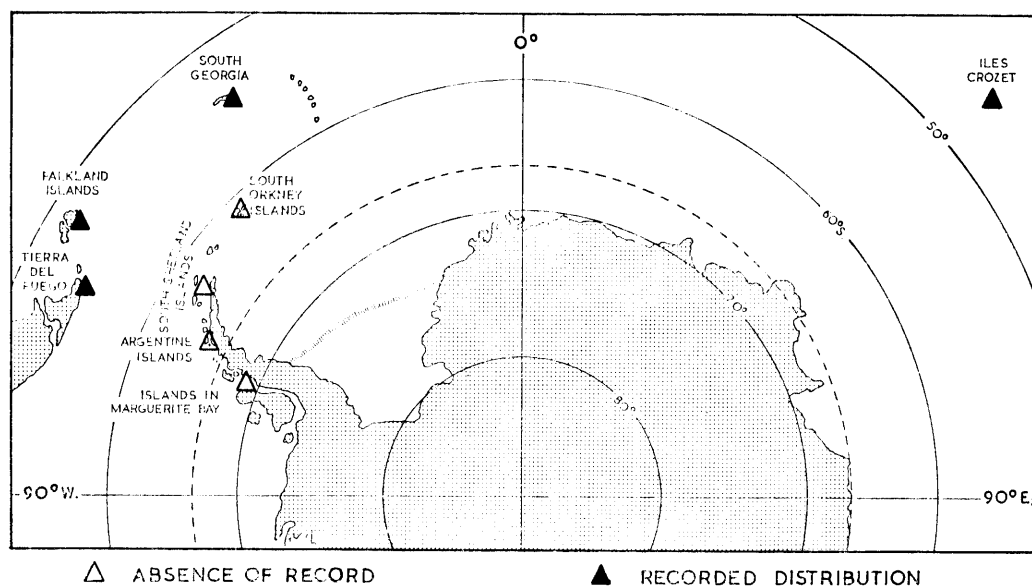 0°
SOUTH
GEORGIA
ILES
CROZET
50°
FALKLAND
ISLANDS
SOUTH
ORKNEY
ISLANDS
60°S
TIERRA
DEL
FUEGO
SOUTH SHETLAND
ISLANDS
70°
ARGENTINE
ISLANDS
ISLANDS IN
MARGUERITE BAY
80°
90°W.
90°E.
△ ABSENCE OF RECORD
▲ RECORDED DISTRIBUTION